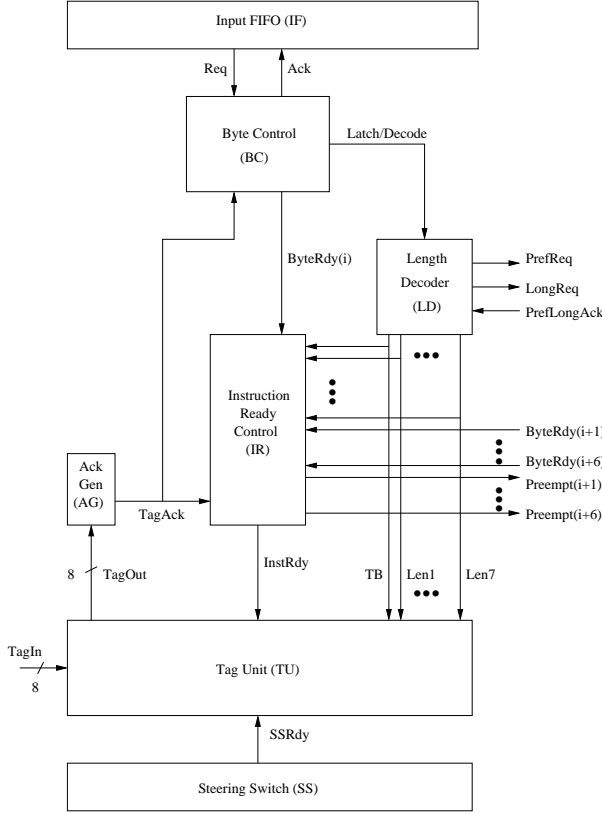 Input FIFO (IF)
Req
Ack
Byte Control
(BC)
Latch/Decode
ByteRdy(i)
Length
Decoder
(LD)
PrefReq
LongReq
PrefLongAck
Instruction
Ready
Control
(IR)
ByteRdy(i+1)
ByteRdy(i+6)
Preempt(i+1)
Preempt(i+6)
Ack
Gen
(AG)
TagAck
InstRdy
8
TagOut
TB
Len1
Len7
TagIn
8
Tag Unit (TU)
SSRdy
Steering Switch (SS)